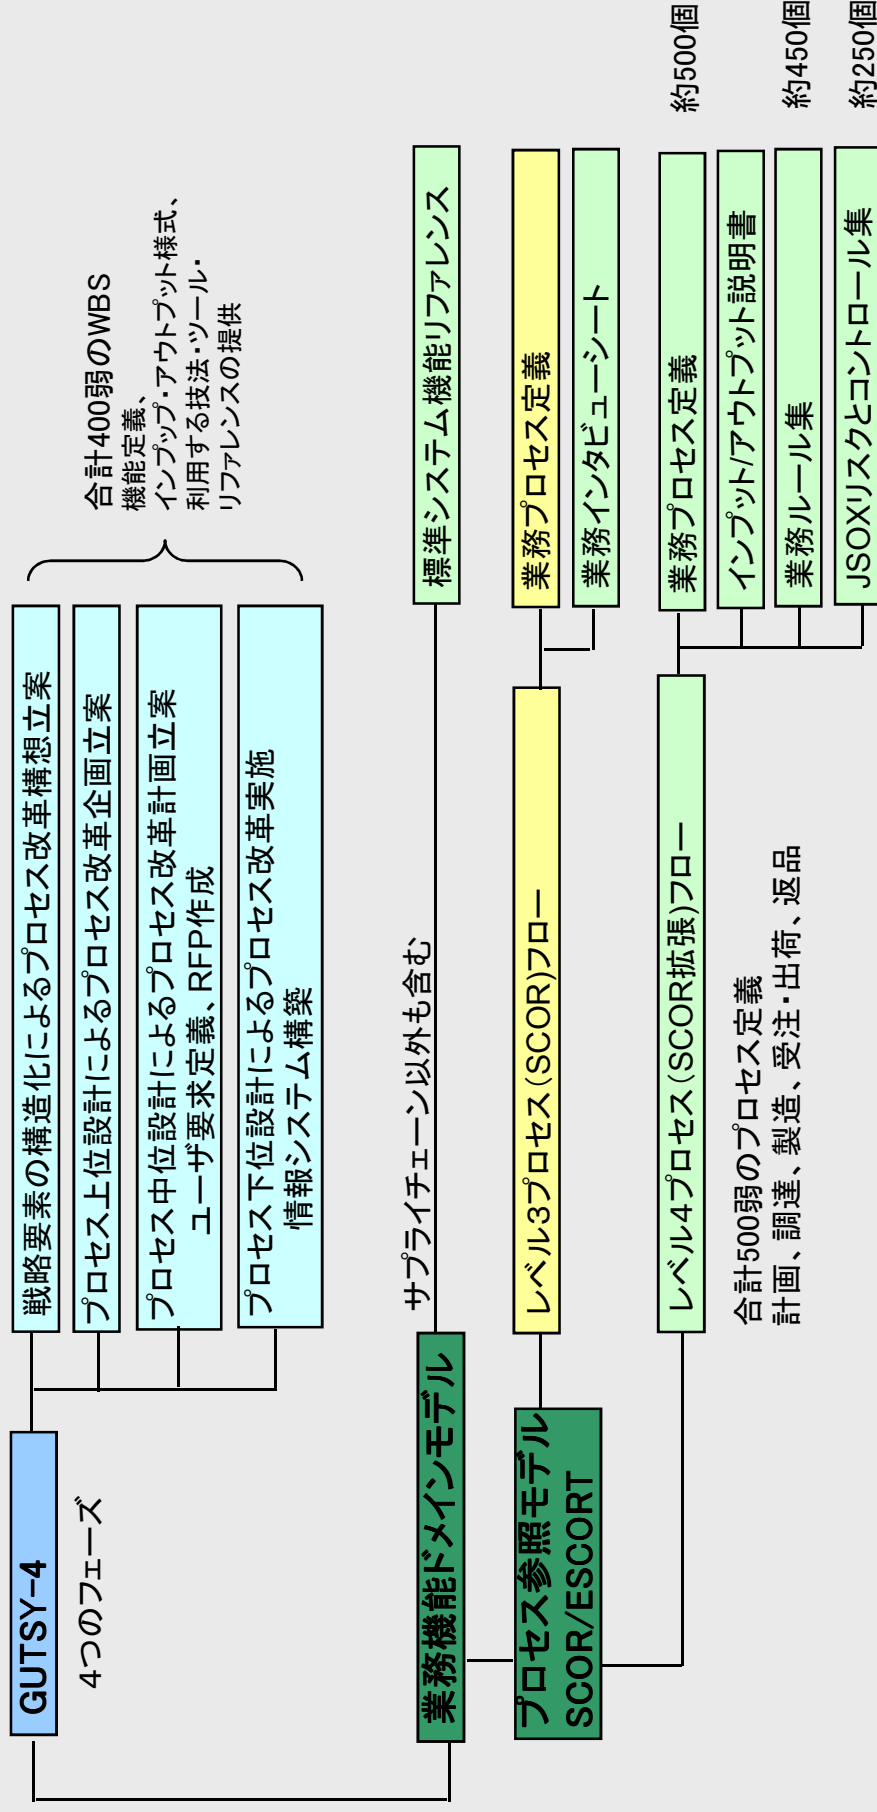 GUTSY-4
4つのフェーズ
戦略要素の構造化によるプロセス改革構想立案
プロセス上位設計によるプロセス改革企画立案
プロセス中位設計によるプロセス改革計画立案
ユーザ要求定義、RFP作成
プロセス下位設計によるプロセス改革実施
情報システム構築
合計400弱のWBS
機能定義、
インプップ・アウトプット様式、
利用する技法・ツール・
リファレンスの提供
業務機能ドメインモデル
サプライチェーン以外も含む
標準システム機能リファレンス
プロセス参照モデル
SCOR/ESCORT
レベル3プロセス(SCOR)フロー
業務プロセス定義
業務インタビューシート
レベル4プロセス(SCOR拡張)フロー
合計500弱のプロセス定義
計画、調達、製造、受注・出荷、返品
業務プロセス定義
約500個
インプット/アウトプット説明書
業務ルール集
約450個
JSOXリスクとコントロール集
約250個